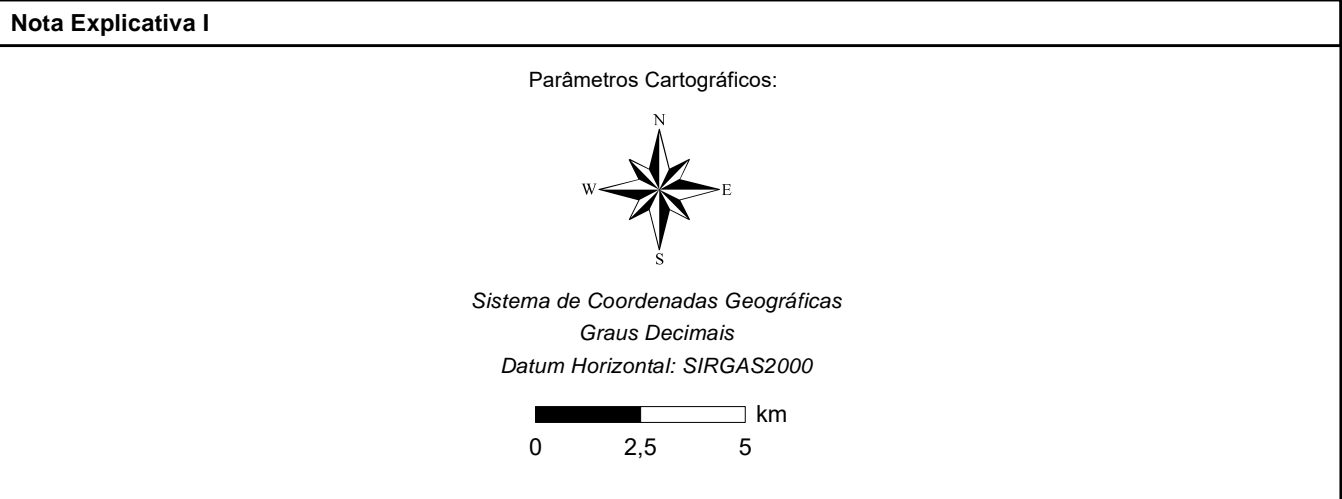 Nota Explicativa I
Parâmetros Cartográficos:
N
W E
S
Sistema de Coordenadas Geográficas
Graus Decimais
Datum Horizontal: SIRGAS2000
km
0 2,5 5